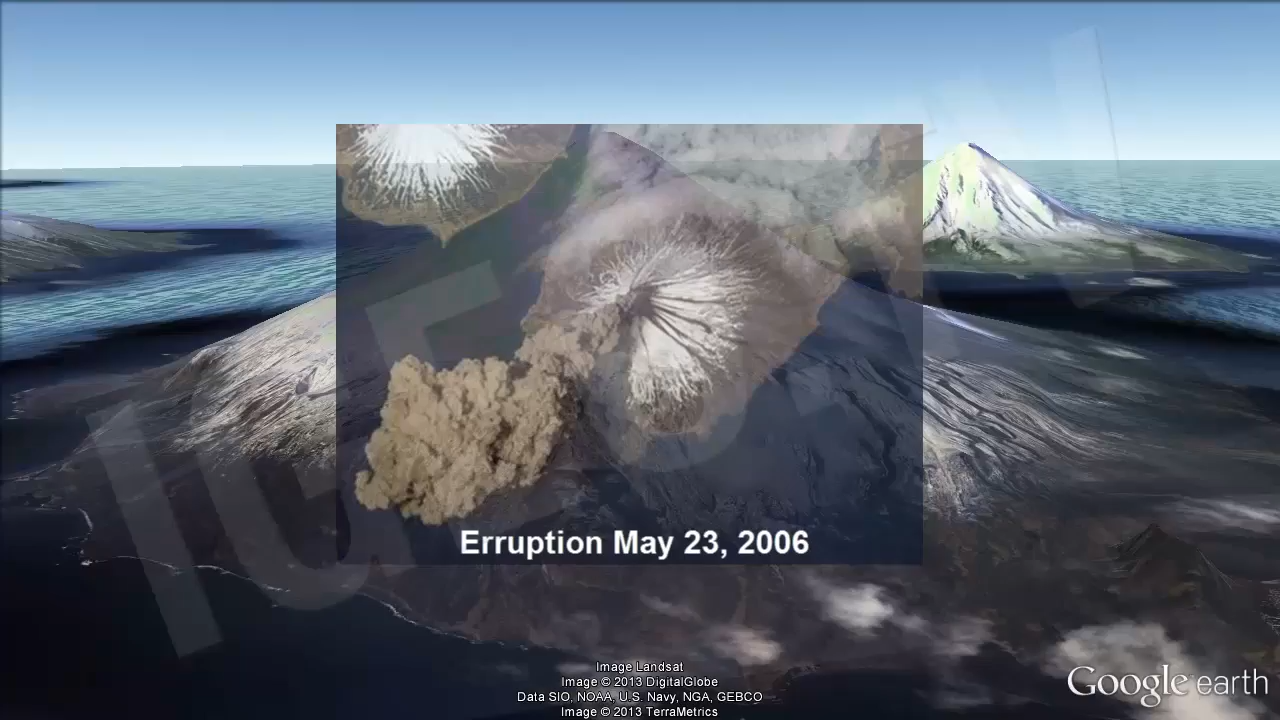 Erruption May 23, 2006
Image Landsat
Image © 2013 DigitalGlobe
Data SIO, NOAA, U.S. Navy, NGA, GEBCO
Image © 2013 TerraMetrics
Google earth